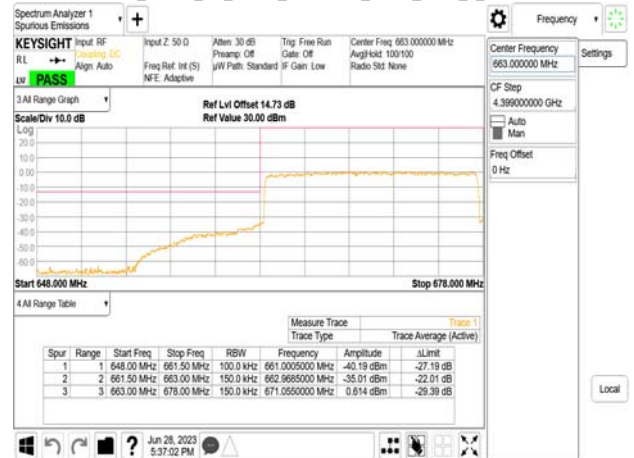 Spectrum Analyzer 1
Spurious Emissions
+
Frequency
KEYSIGHT
RL
LU PASS
Input: RF
Coupling: DC
Align: Auto
Input Z: 50 Ω
Freq Ref: Int (S)
NFE: Adaptive
Atten: 30 dB
Preamp: Off
µW Path: Standard
Trig: Free Run
Gate: Off
IF Gain: Low
Center Freq: 663.000000 MHz
Avg|Hold: 100/100
Radio Std: None
Center Frequency
663.000000 MHz
Settings
CF Step
4.399000000 GHz
Auto
Man
Freq Offset
0 Hz
3 All Range Graph
Scale/Div 10.0 dB
Ref Lvl Offset 14.73 dB
Ref Value 30.00 dBm
Log
20.0
10.0
0.00
-10.0
-20.0
-30.0
-40.0
-50.0
-60.0
Start 648.000 MHz
Stop 678.000 MHz
4 All Range Table
Measure Trace Trace 1
Trace Type Trace Average (Active)
Spur Range Start Freq Stop Freq RBW Frequency Amplitude ΔLimit
1 1 648.00 MHz 661.50 MHz 100.0 kHz 661.0005000 MHz -40.19 dBm -27.19 dB
2 2 661.50 MHz 663.00 MHz 150.0 kHz 662.9685000 MHz -35.01 dBm -22.01 dB
3 3 663.00 MHz 678.00 MHz 150.0 kHz 671.0550000 MHz 0.614 dBm -29.39 dB
Local
?
Jun 28, 2023
5:37:02 PM